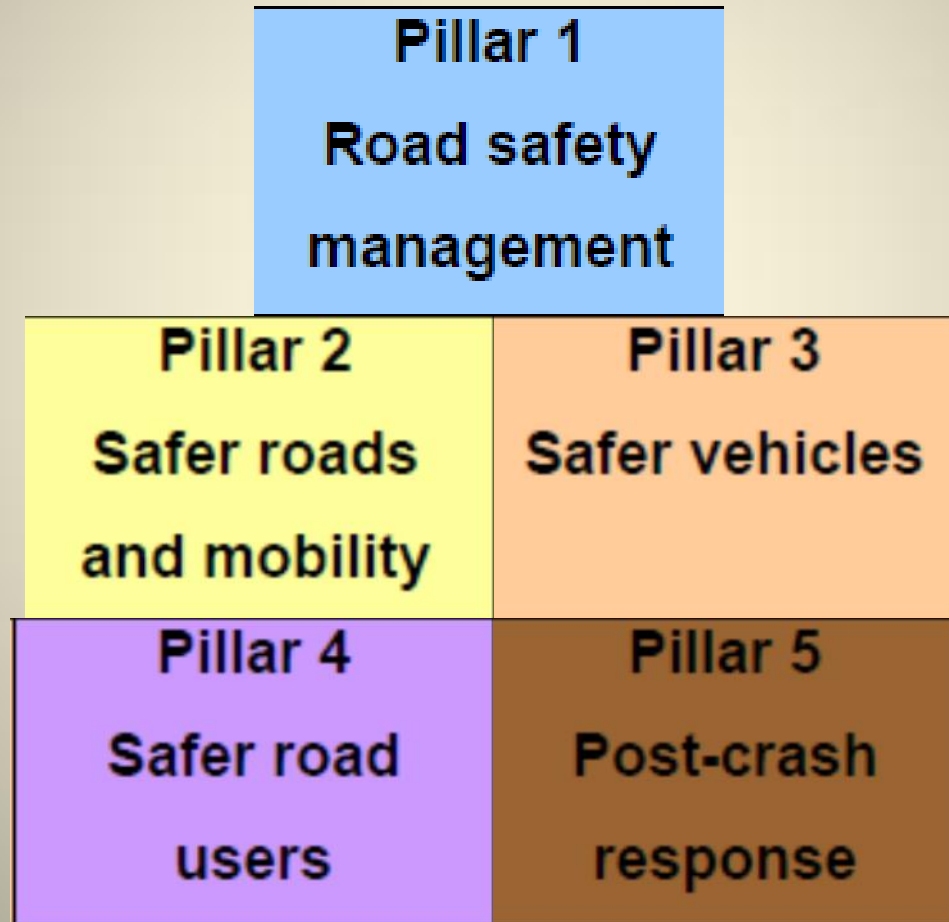 Pillar 1
Road safety
management
Pillar 2
Safer roads
and mobility
Pillar 3
Safer vehicles
Pillar 4
Safer road
users
Pillar 5
Post-crash
response